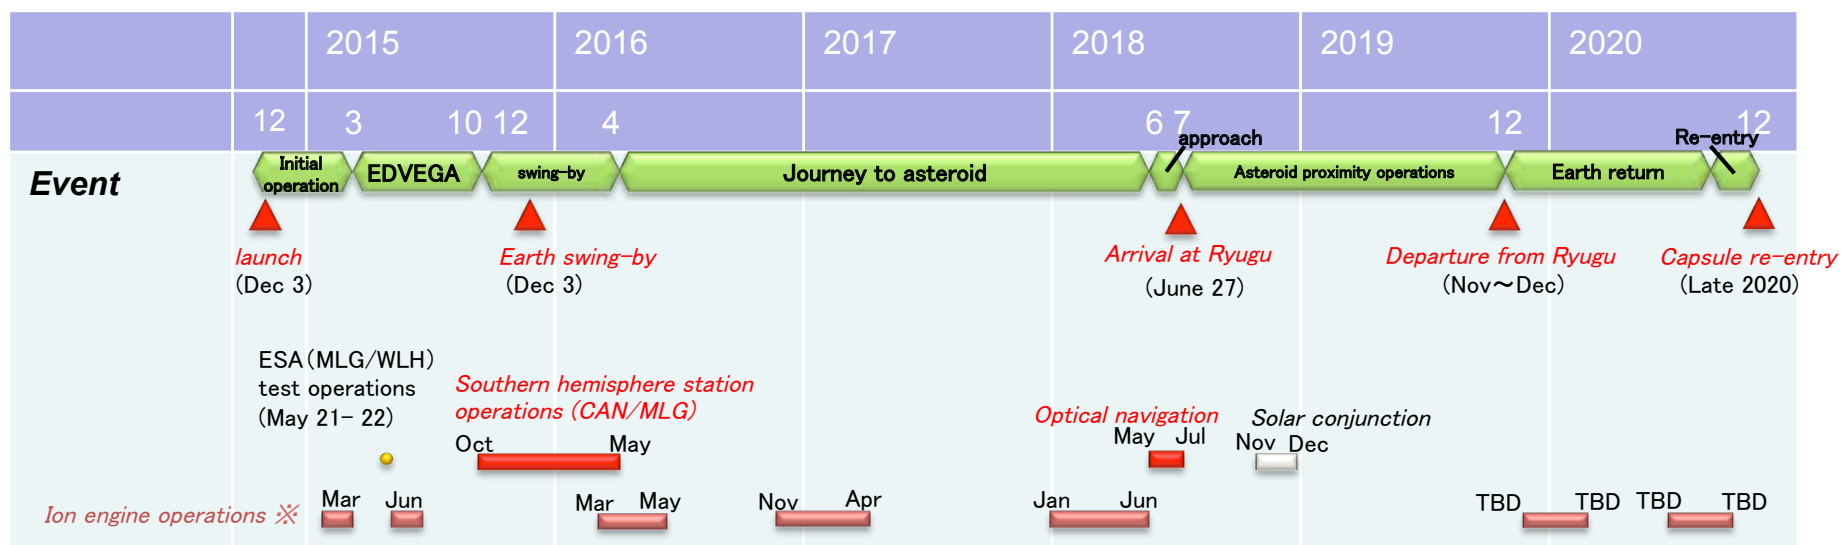 2015 2016 2017 2018 2019 2020
12 3 10 12 4 6 7 12 12
approach Re-entry
Event
Initial
operation
EDVEGA
swing-by
Journey to asteroid
Asteroid proximity operations
Earth return
launch
(Dec 3)
Earth swing-by
(Dec 3)
Arrival at Ryugu
(June 27)
Departure from Ryugu
(Nov～Dec)
Capsule re-entry
(Late 2020)
ESA(MLG/WLH)
test operations
(May 21- 22)
Southern hemisphere station
operations (CAN/MLG)
Oct May
Optical navigation
May Jul
Solar conjunction
Nov Dec
Ion engine operations ※
Mar Jun Mar May Nov Apr Jan Jun TBD TBD TBD TBD